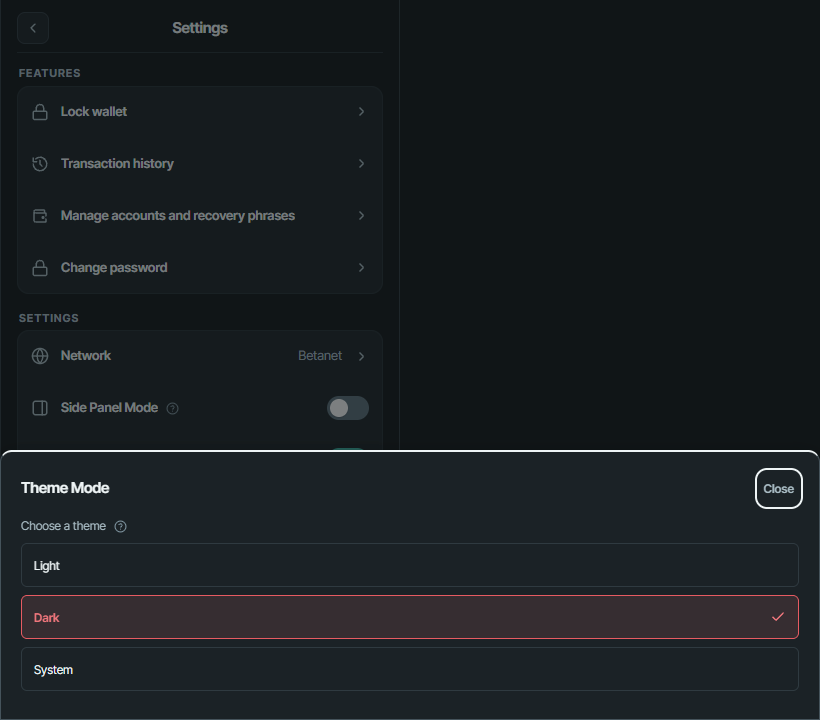 Settings
FEATURES
Lock wallet
Transaction history
Manage accounts and recovery phrases
Change password
SETTINGS
Network Betanet
Side Panel Mode ?
Theme Mode Close
Choose a theme ?
Light
Dark
System